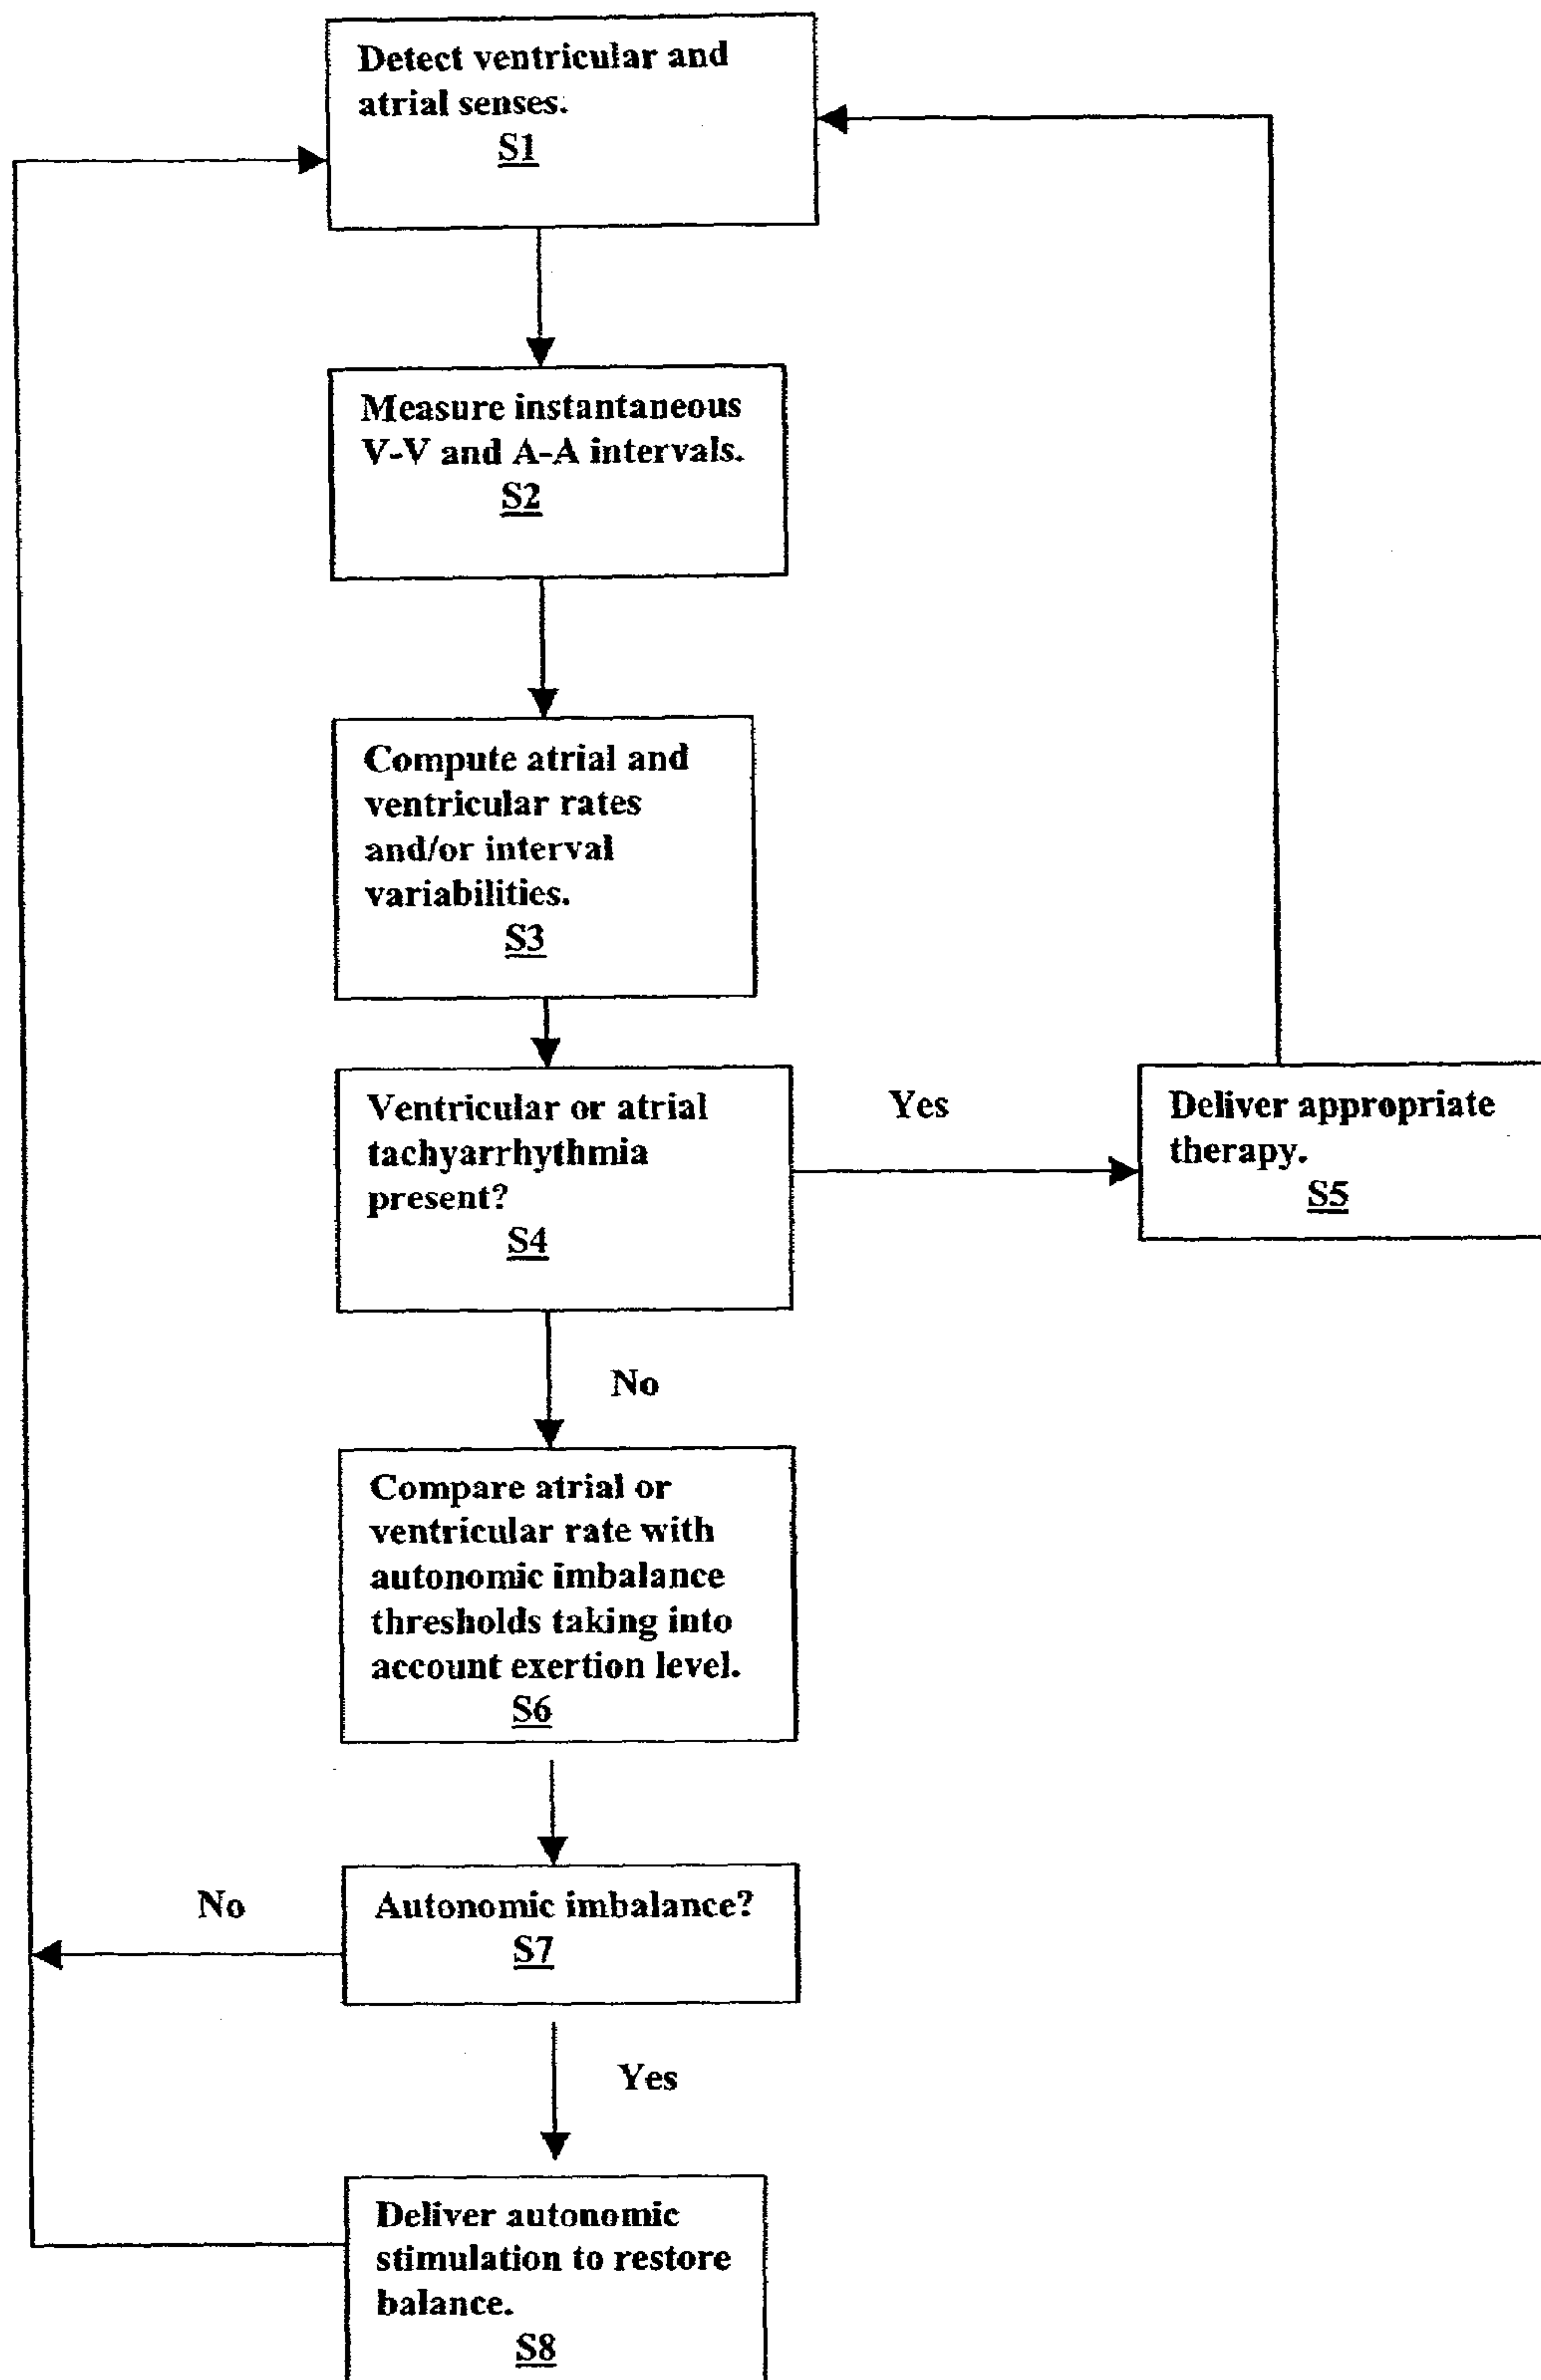 Detect ventricular and
atrial senses.
S1
Measure instantaneous
V-V and A-A intervals.
S2
Compute atrial and
ventricular rates
and/or interval
variabilities.
S3
Ventricular or atrial
tachyarrhythmia
present?
S4
Yes
Deliver appropriate
therapy.
S5
No
Compare atrial or
ventricular rate with
autonomic imbalance
thresholds taking into
account exertion level.
S6
No
Autonomic imbalance?
S7
Yes
Deliver autonomic
stimulation to restore
balance.
S8